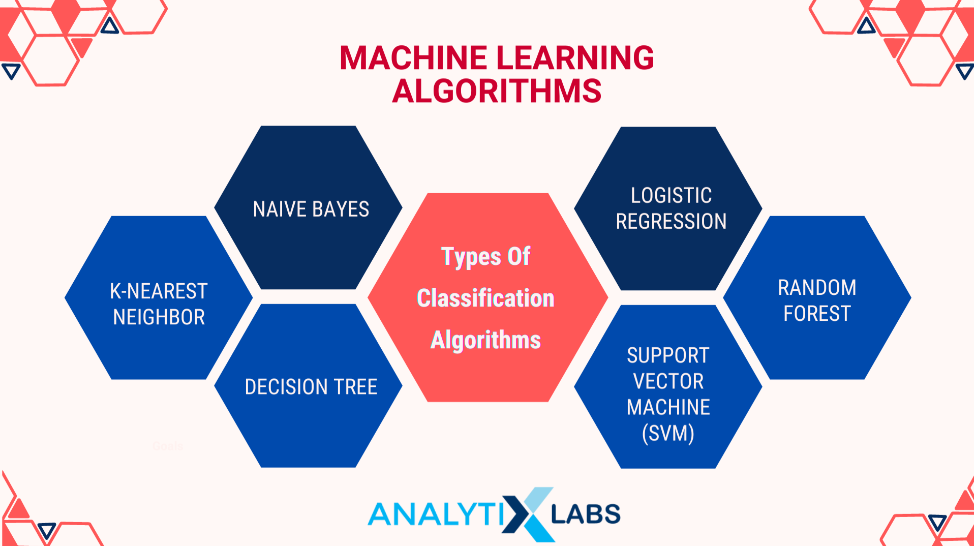 MACHINE LEARNING
ALGORITHMS
NAIVE BAYES
LOGISTIC
REGRESSION
K-NEAREST
NEIGHBOR
Types Of
Classification
Algorithms
RANDOM
FOREST
DECISION TREE
SUPPORT
VECTOR
MACHINE
(SVM)
ANALYTIX LABS